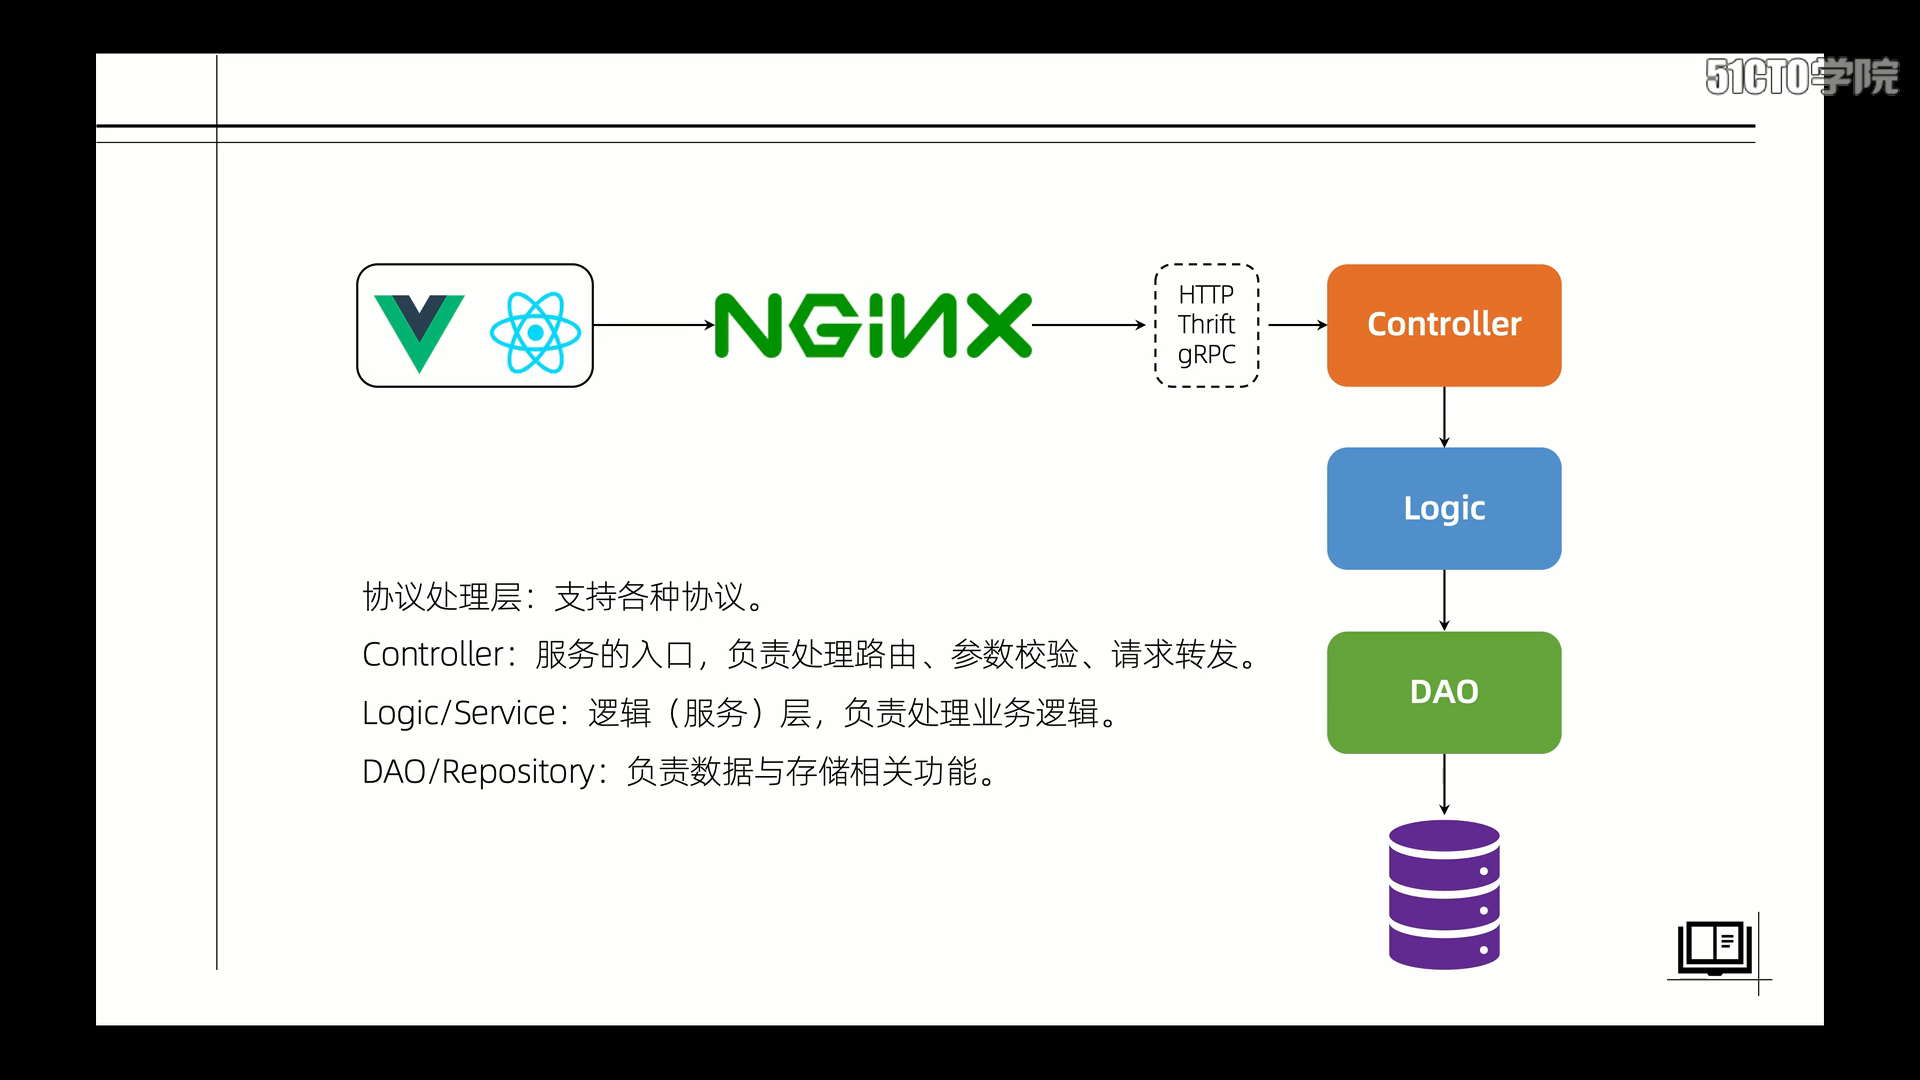 51CTO学院
NGINX
HTTP
Thrift
gRPC
Controller
Logic
DAO
协议处理层：支持各种协议。
Controller：服务的入口，负责处理路由、参数校验、请求转发。
Logic/Service：逻辑（服务）层，负责处理业务逻辑。
DAO/Repository：负责数据与存储相关功能。